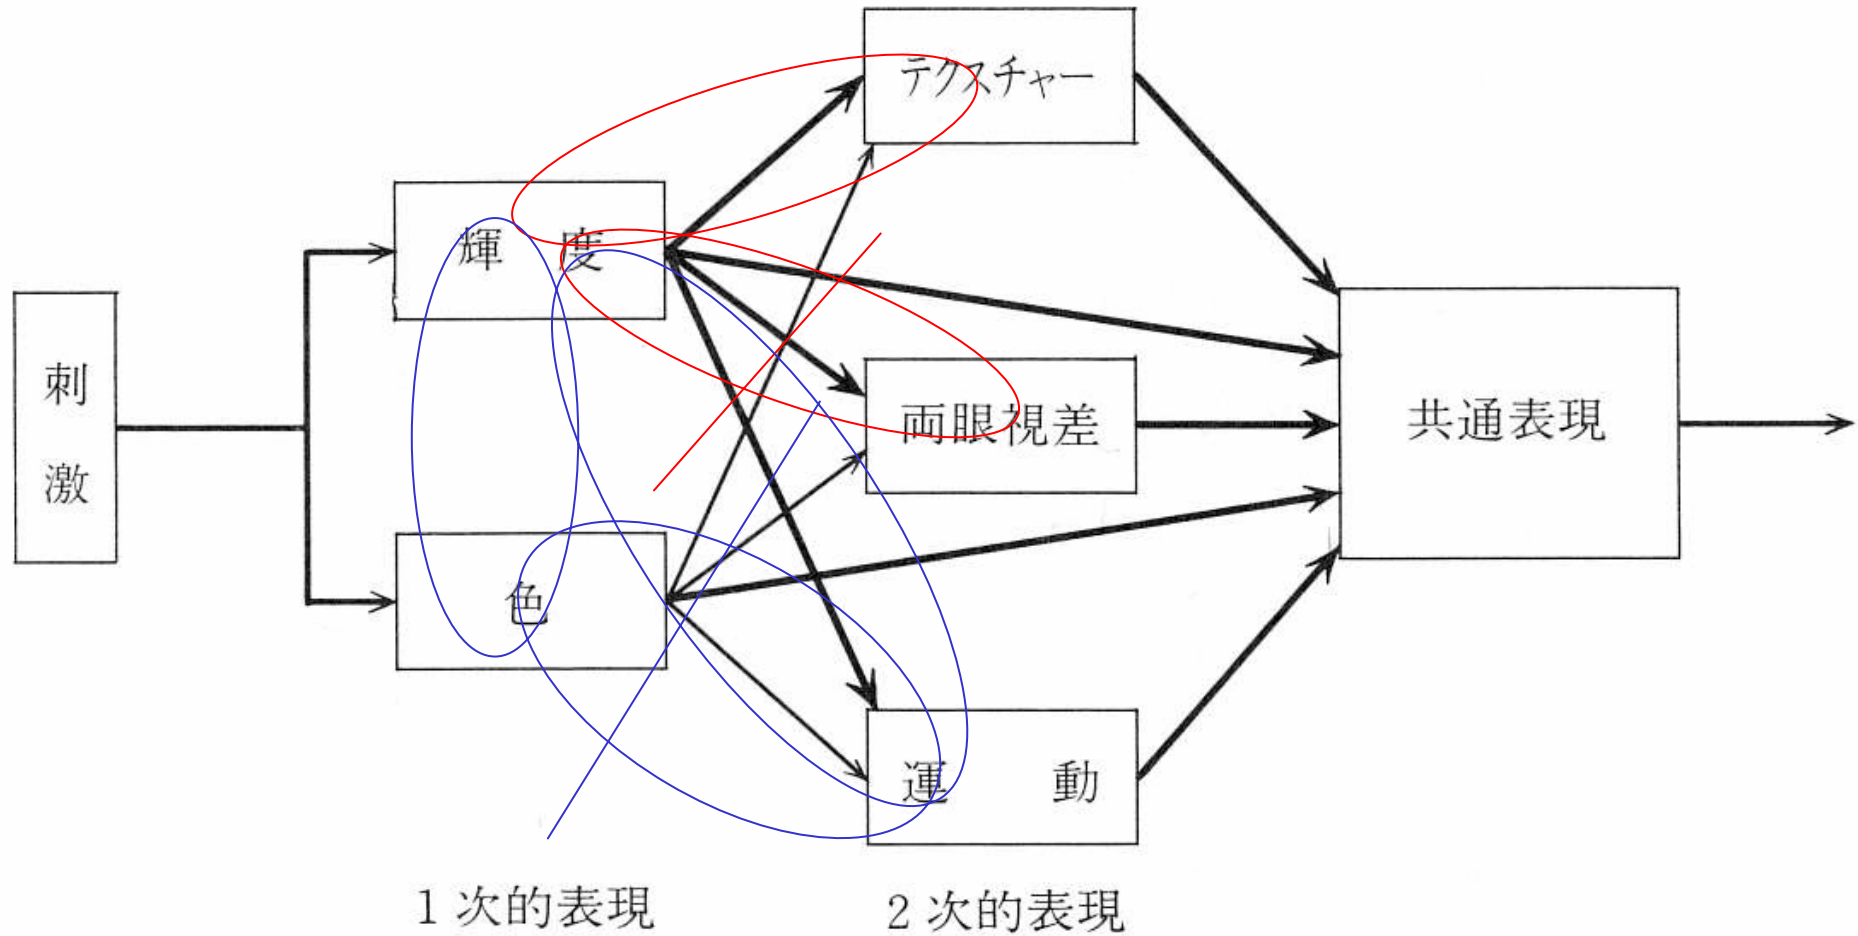 刺激
輝度
色
テクスチャー
両眼視差
運動
共通表現
1次的表現
2次的表現